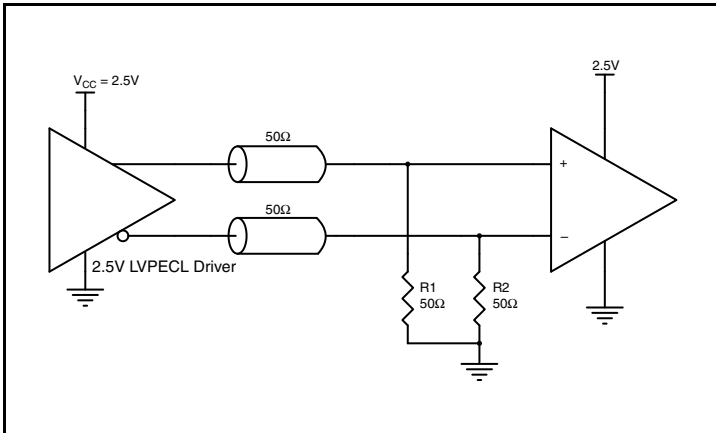 V_CC = 2.5V
2.5V
50Ω
50Ω
+
–
2.5V LVPECL Driver
R1
50Ω
R2
50Ω